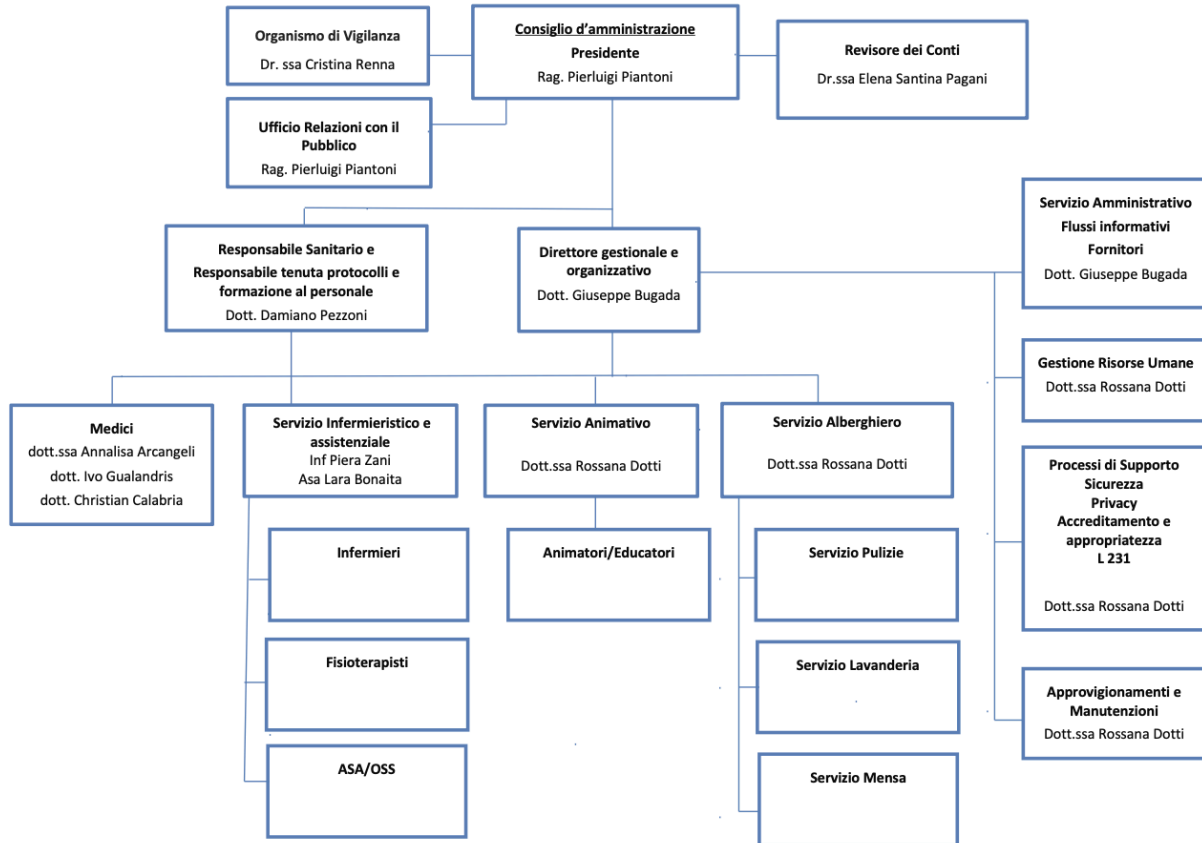 Organismo di Vigilanza
Dr. ssa Cristina Renna
Consiglio d'amministrazione
Presidente
Rag. Pierluigi Piantoni
Revisore dei Conti
Dr.ssa Elena Santina Pagani
Ufficio Relazioni con il
Pubblico
Rag. Pierluigi Piantoni
Responsabile Sanitario e
Responsabile tenuta protocolli e
formazione al personale
Dott. Damiano Pezzoni
Direttore gestionale e
organizzativo
Dott. Giuseppe Bugada
Servizio Amministrativo
Flussi informativi
Fornitori
Dott. Giuseppe Bugada
Gestione Risorse Umane
Dott.ssa Rossana Dotti
Medici
dott.ssa Annalisa Arcangeli
dott. Ivo Gualandris
dott. Christian Calabria
Servizio Infermieristico e
assistenziale
Inf Piera Zani
Asa Lara Bonaita
Servizio Animativo
Dott.ssa Rossana Dotti
Servizio Alberghiero
Dott.ssa Rossana Dotti
Processi di Supporto
Sicurezza
Privacy
Accreditamento e
appropriatezza
L 231
Dott.ssa Rossana Dotti
Infermieri
Animatori/Educatori
Servizio Pulizie
Fisioterapisti
Servizio Lavanderia
Approvigionamenti e
Manutenzioni
Dott.ssa Rossana Dotti
ASA/OSS
Servizio Mensa